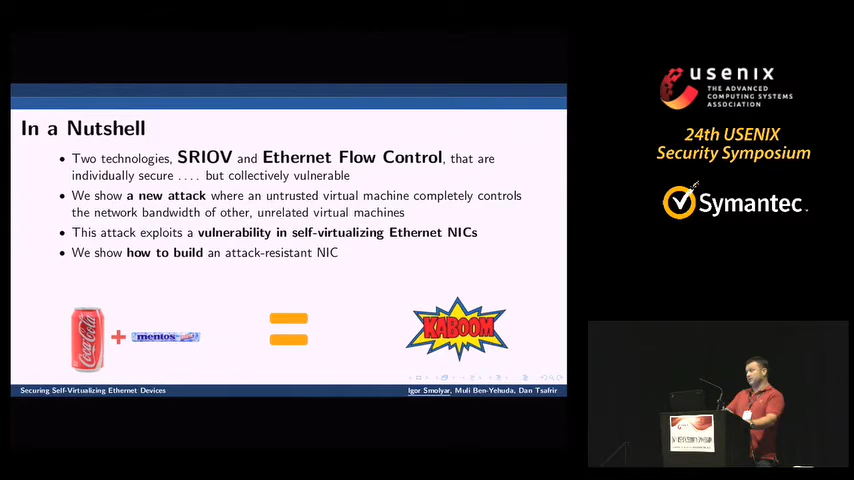 In a Nutshell
• Two technologies, SRIOV and Ethernet Flow Control, that are
individually secure .... but collectively vulnerable
• We show a new attack where an untrusted virtual machine completely controls
the network bandwidth of other, unrelated virtual machines
• This attack exploits a vulnerability in self-virtualizing Ethernet NICs
• We show how to build an attack-resistant NIC
Coca-Cola
+
mentos
=
KABOOM
Securing Self-Virtualizing Ethernet Devices
Igor Smolyar, Muli Ben-Yehuda, Dan Tsafrir
usenix
THE ADVANCED
COMPUTING SYSTEMS
ASSOCIATION
24th USENIX
Security Symposium
Symantec.